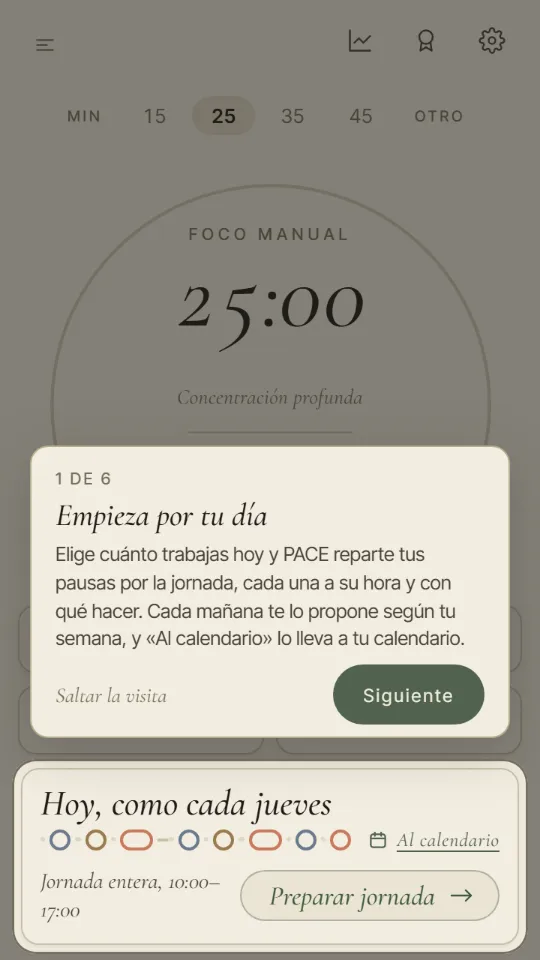 MIN 15 25 35 45 OTRO
FOCO MANUAL
25:00
Concentración profunda
1 DE 6
Empieza por tu día
Elige cuánto trabajas hoy y PACE reparte tus
pausas por la jornada, cada una a su hora y con
qué hacer. Cada mañana te lo propone según tu
semana, y «Al calendario» lo lleva a tu calendario.
Saltar la visita
Siguiente
Hoy, como cada jueves
Al calendario
Jornada entera, 10:00–
17:00
Preparar jornada →